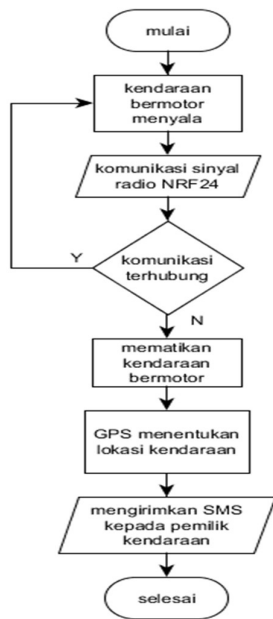 mulai
kendaraan
bermotor
menyala
komunikasi sinyal
radio NRF24
Y
komunikasi
terhubung
N
mematikan
kendaraan
bermotor
GPS menentukan
lokasi kendaraan
mengirimkan SMS
kepada pemilik
kendaraan
selesai